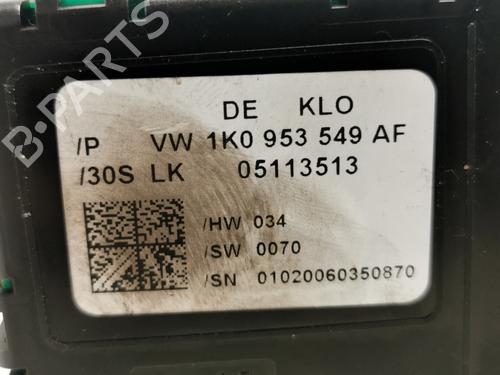 B-PARTS
DE KLO
/P VW 1K0 953 549 AF
/30S LK 05113513
/HW 034
/SW 0070
/SN 01020060350870